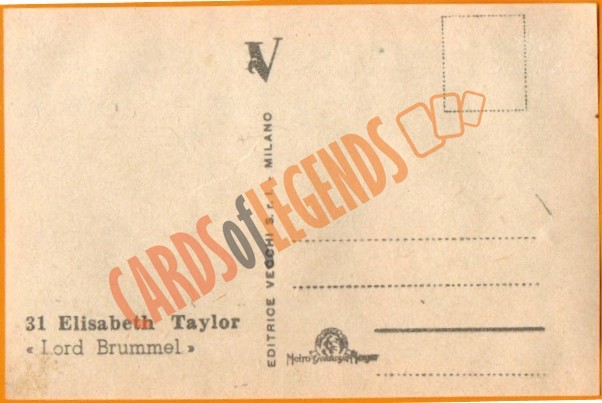 V
EDITRICE VECCHI S. r. l. - MILANO
CARDS of LEGENDS
31 Elisabeth Taylor
« Lord Brummel »
Metro Goldwyn Mayer